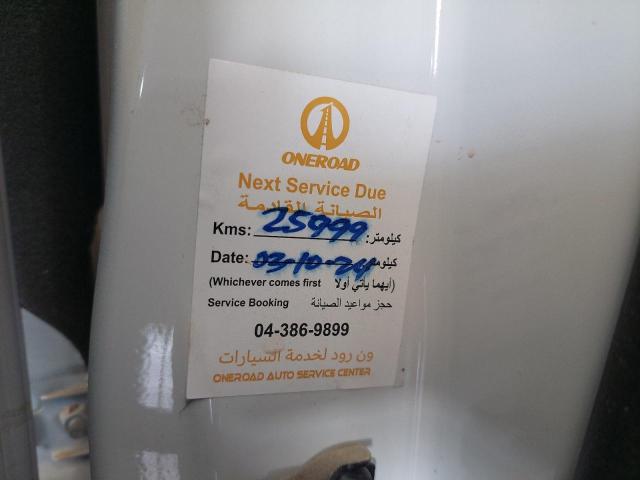 ONEROAD
Next Service Due
الصيانة القادمة
Kms: 25999 كيلومتر:
Date: 03-10-24 كيلومتر
(Whichever comes first أيهما يأتي أولا)
Service Booking حجز مواعيد الصيانة
04-386-9899
ون رود لخدمة السيارات
ONEROAD AUTO SERVICE CENTER